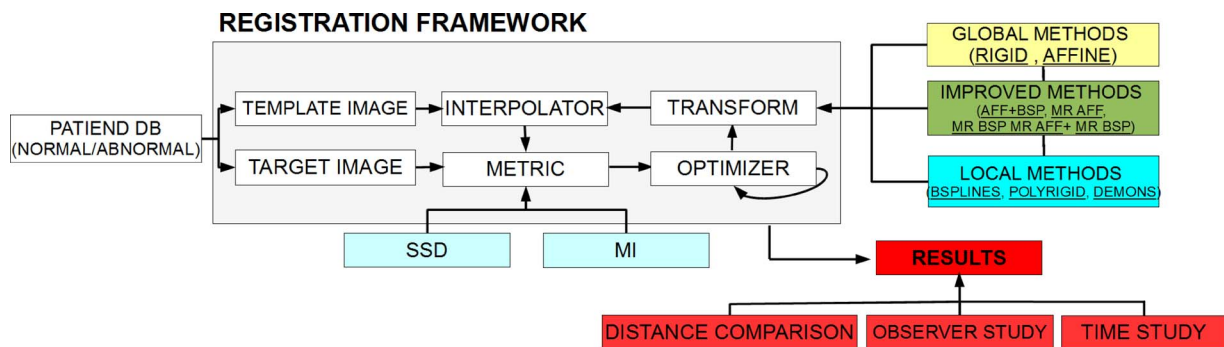 REGISTRATION FRAMEWORK
PATIEND DB
(NORMAL/ABNORMAL)
TEMPLATE IMAGE
INTERPOLATOR
TRANSFORM
TARGET IMAGE
METRIC
OPTIMIZER
SSD
MI
GLOBAL METHODS
(RIGID , AFFINE)
IMPROVED METHODS
(AFF+BSP, MR AFF,
MR BSP MR AFF+ MR BSP)
LOCAL METHODS
(BSPLINES, POLYRIGID, DEMONS)
RESULTS
DISTANCE COMPARISON
OBSERVER STUDY
TIME STUDY